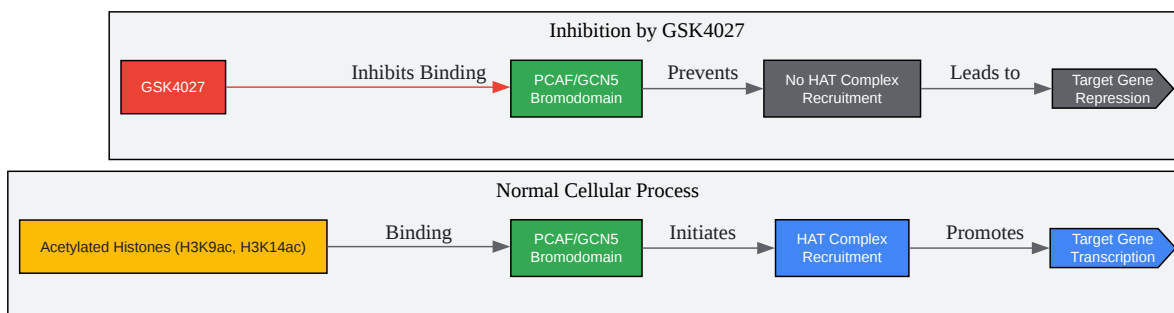 Inhibition by GSK4027
GSK4027
Inhibits Binding
PCAF/GCN5
Bromodomain
Prevents
No HAT Complex
Recruitment
Leads to
Target Gene
Repression
Normal Cellular Process
Acetylated Histones (H3K9ac, H3K14ac)
Binding
PCAF/GCN5
Bromodomain
Initiates
HAT Complex
Recruitment
Promotes
Target Gene
Transcription